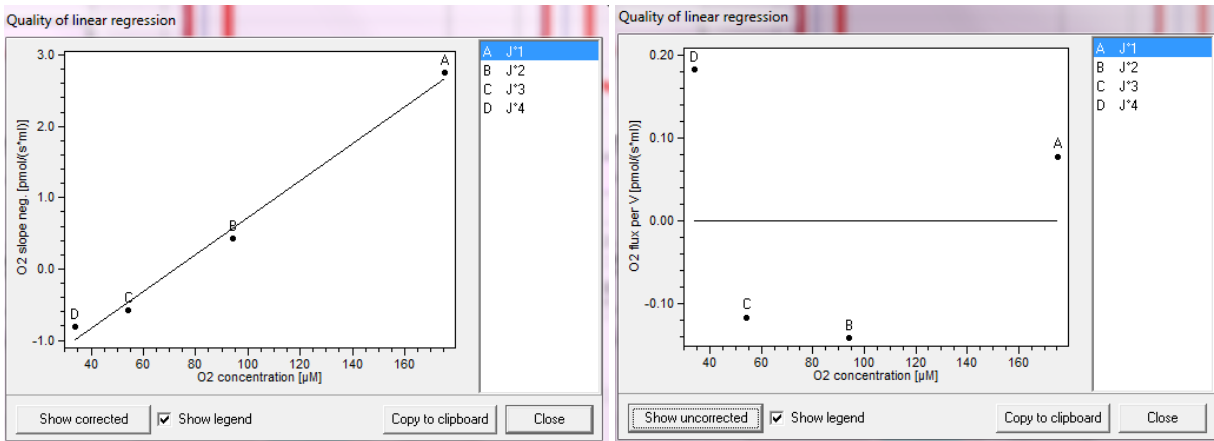 Quality of linear regression
3.0
2.0
1.0
0.0
-1.0
O2 slope neg. [pmol/(s*ml)]
A
B
C
D
40 60 80 100 120 140 160
O2 concentration [µM]
A J°1
B J°2
C J°3
D J°4
Show corrected
Show legend
Copy to clipboard
Close
Quality of linear regression
0.20
0.10
0.00
-0.10
O2 flux per V [pmol/(s*ml)]
D
A
C
B
40 60 80 100 120 140 160
O2 concentration [µM]
A J°1
B J°2
C J°3
D J°4
Show uncorrected
Show legend
Copy to clipboard
Close